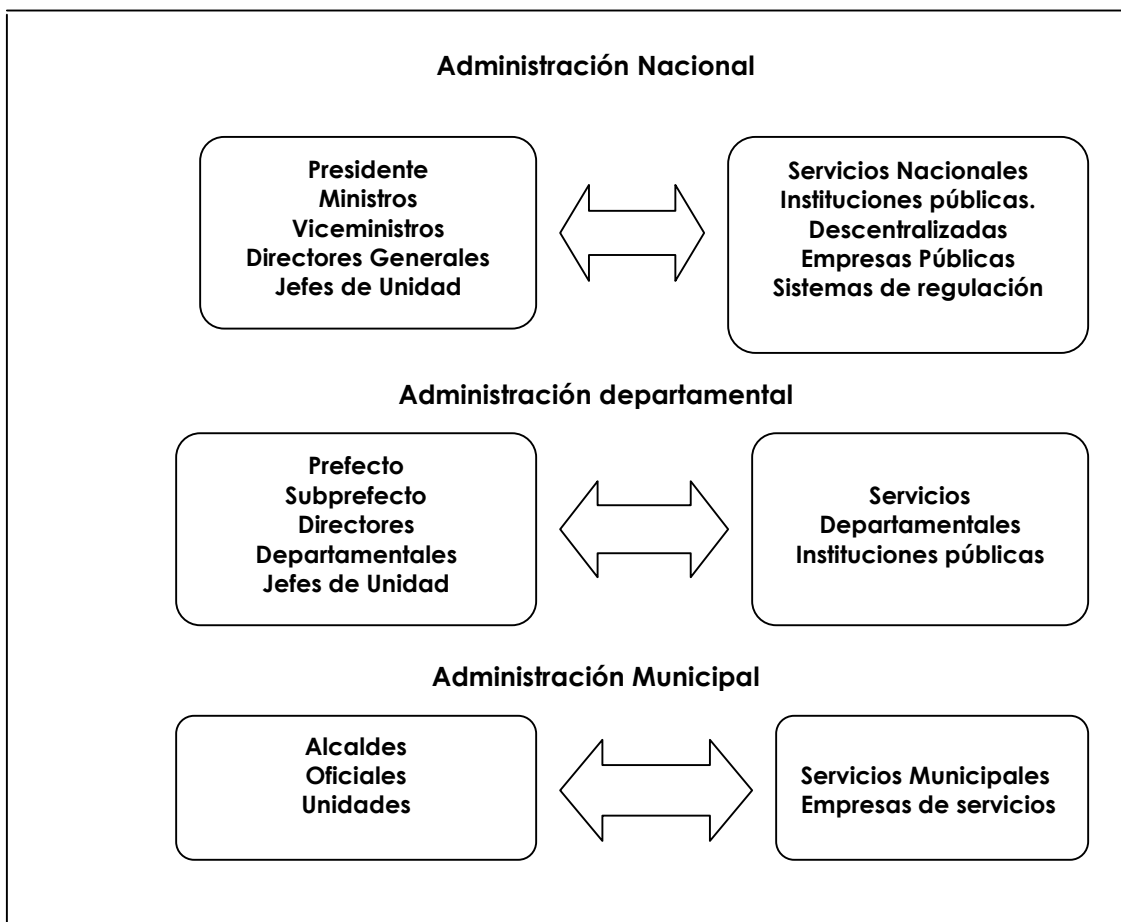 Administración Nacional
Presidente
Ministros
Viceministros
Directores Generales
Jefes de Unidad
Servicios Nacionales
Instituciones públicas.
Descentralizadas
Empresas Públicas
Sistemas de regulación
Administración departamental
Prefecto
Subprefecto
Directores
Departamentales
Jefes de Unidad
Servicios
Departamentales
Instituciones públicas
Administración Municipal
Alcaldes
Oficiales
Unidades
Servicios Municipales
Empresas de servicios